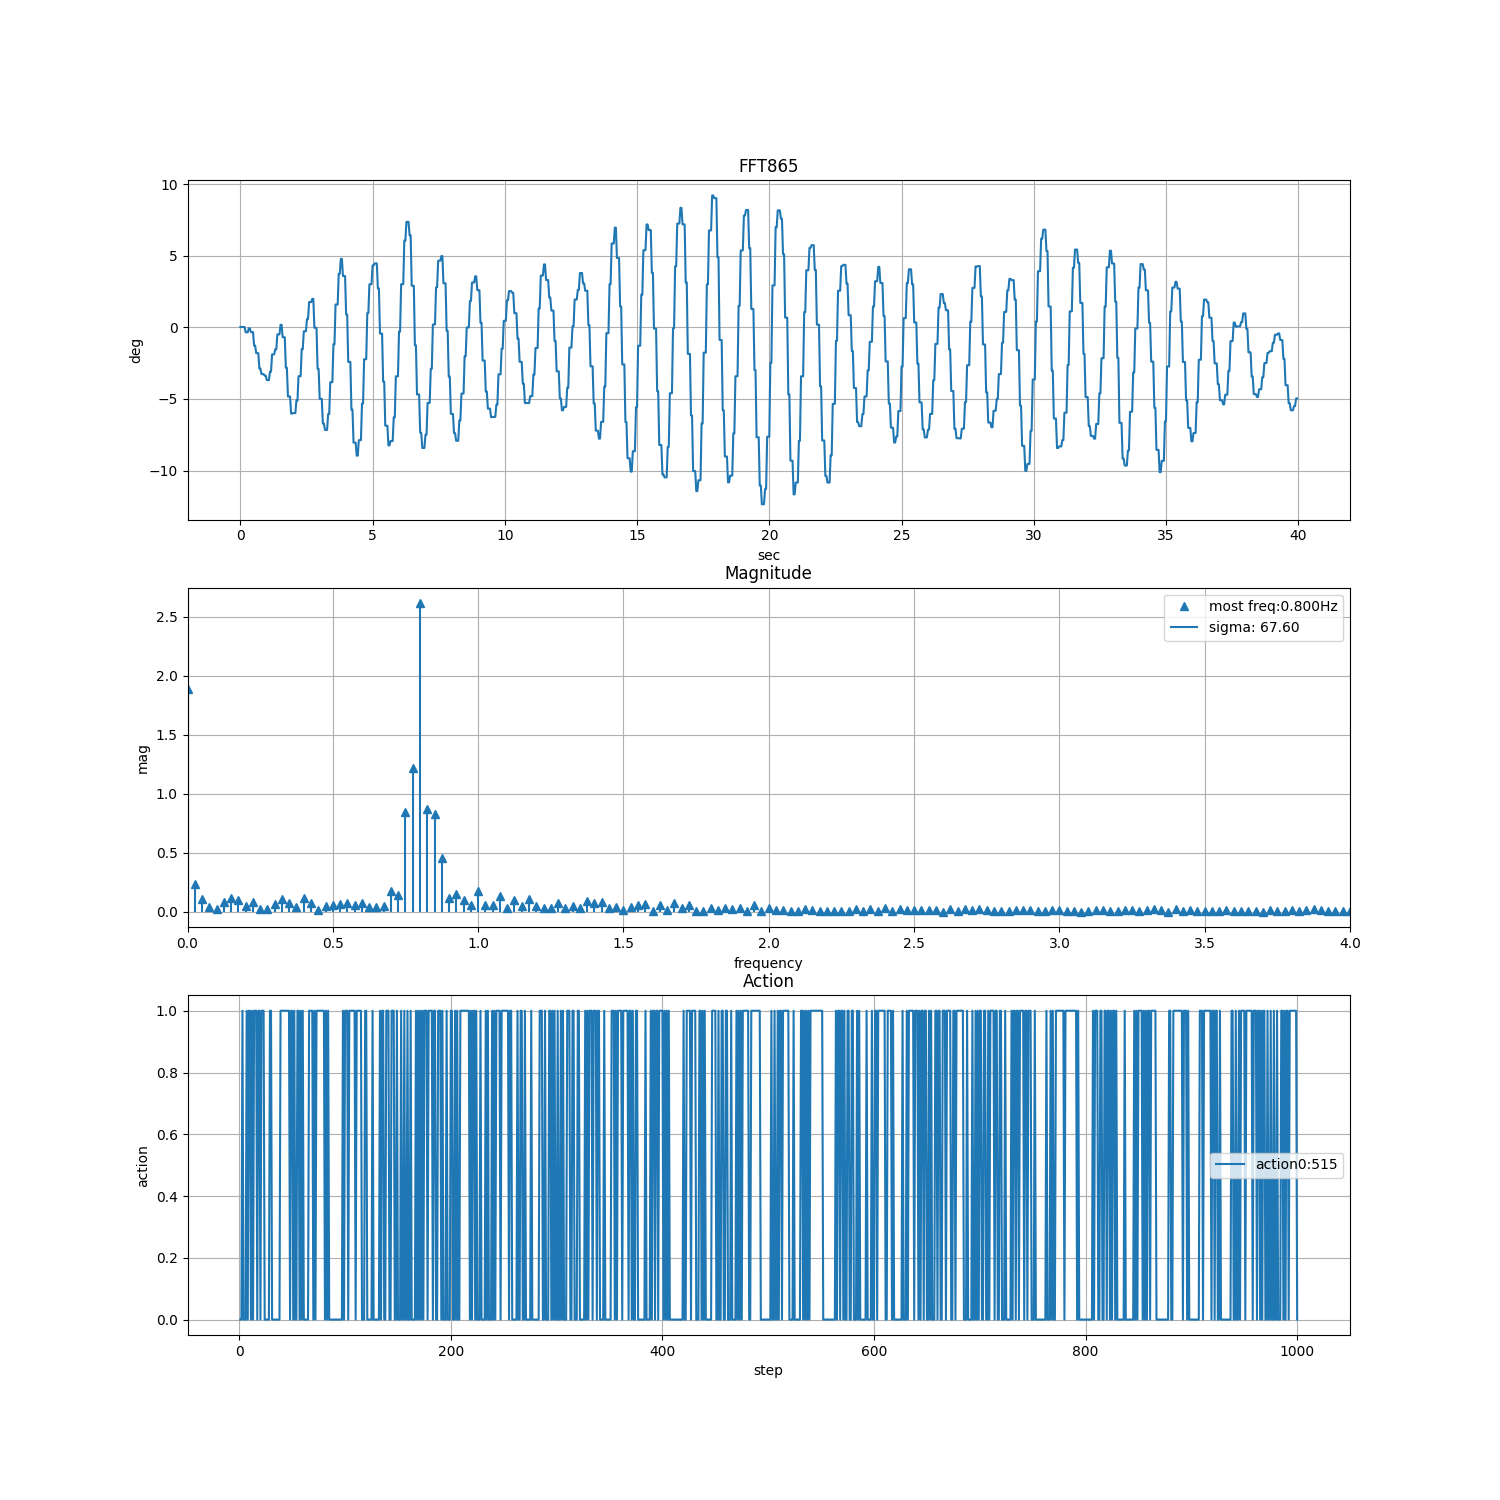 FFT865
10
5
0
−5
−10
deg
0 5 10 15 20 25 30 35 40
sec
Magnitude
most freq:0.800Hz
sigma: 67.60
2.5
2.0
1.5
1.0
0.5
0.0
mag
0.0 0.5 1.0 1.5 2.0 2.5 3.0 3.5 4.0
frequency
Action
1.0
0.8
0.6
0.4
0.2
0.0
action
action0:515
0 200 400 600 800 1000
step